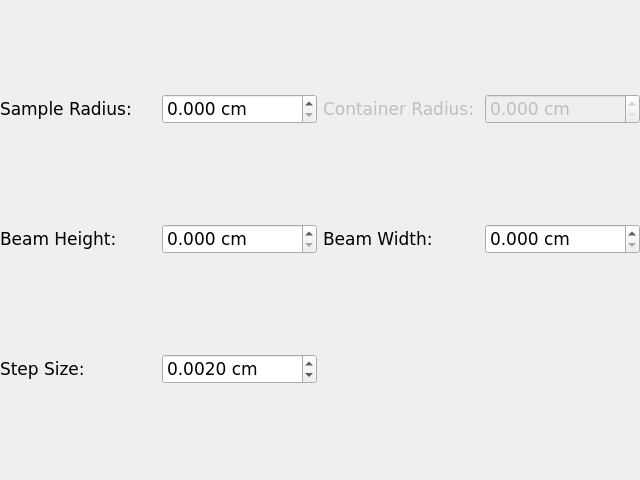 Sample Radius: 0.000 cm Container Radius: 0.000 cm
Beam Height: 0.000 cm Beam Width: 0.000 cm
Step Size: 0.0020 cm